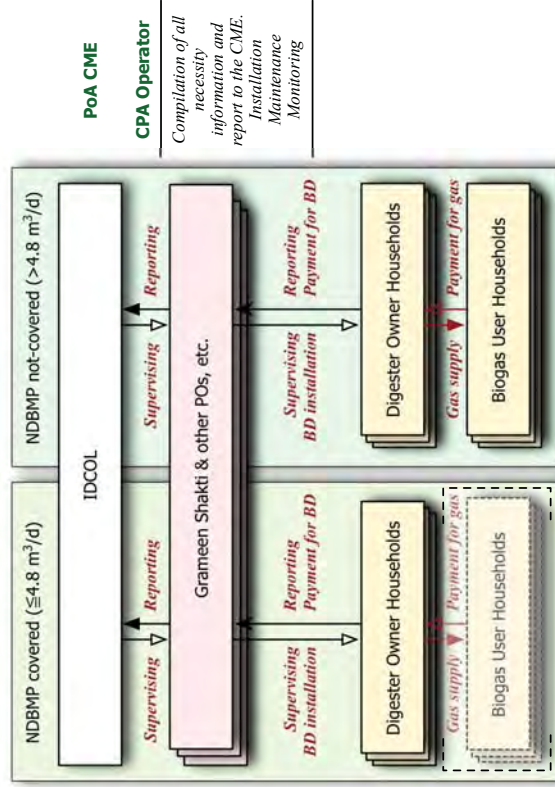 NDBMP covered (≦4.8 m³/d)
NDBMP not-covered (>4.8 m³/d)
IDCOL
PoA CME
Supervising
Reporting
Supervising
Reporting
CPA Operator
Grameen Shakti & other POs, etc.
Compilation of all
necessity
information and
report to the CME.
Installation
Maintenance
Monitoring
Supervising
BD installation
Reporting
Payment for BD
Supervising
BD installation
Reporting
Payment for BD
Digester Owner Households
Digester Owner Households
Gas supply
Payment for gas
Gas supply
Payment for gas
Biogas User Households
Biogas User Households